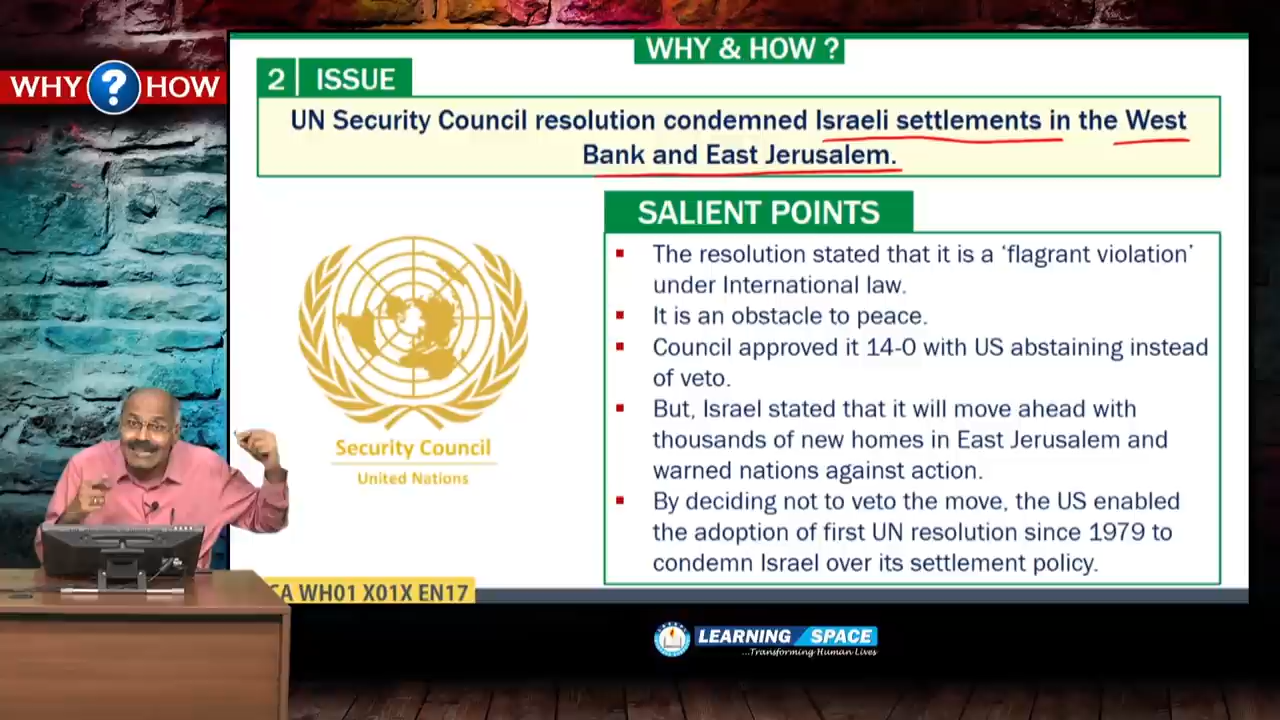 WHY ? HOW
WHY & HOW ?
2 ISSUE
UN Security Council resolution condemned Israeli settlements in the West
Bank and East Jerusalem.
Security Council
United Nations
SALIENT POINTS
▪ The resolution stated that it is a ‘flagrant violation’
under International law.
▪ It is an obstacle to peace.
▪ Council approved it 14-0 with US abstaining instead
of veto.
▪ But, Israel stated that it will move ahead with
thousands of new homes in East Jerusalem and
warned nations against action.
▪ By deciding not to veto the move, the US enabled
the adoption of first UN resolution since 1979 to
condemn Israel over its settlement policy.
CA WH01 X01X EN17
LEARNING SPACE
...Transforming Human Lives